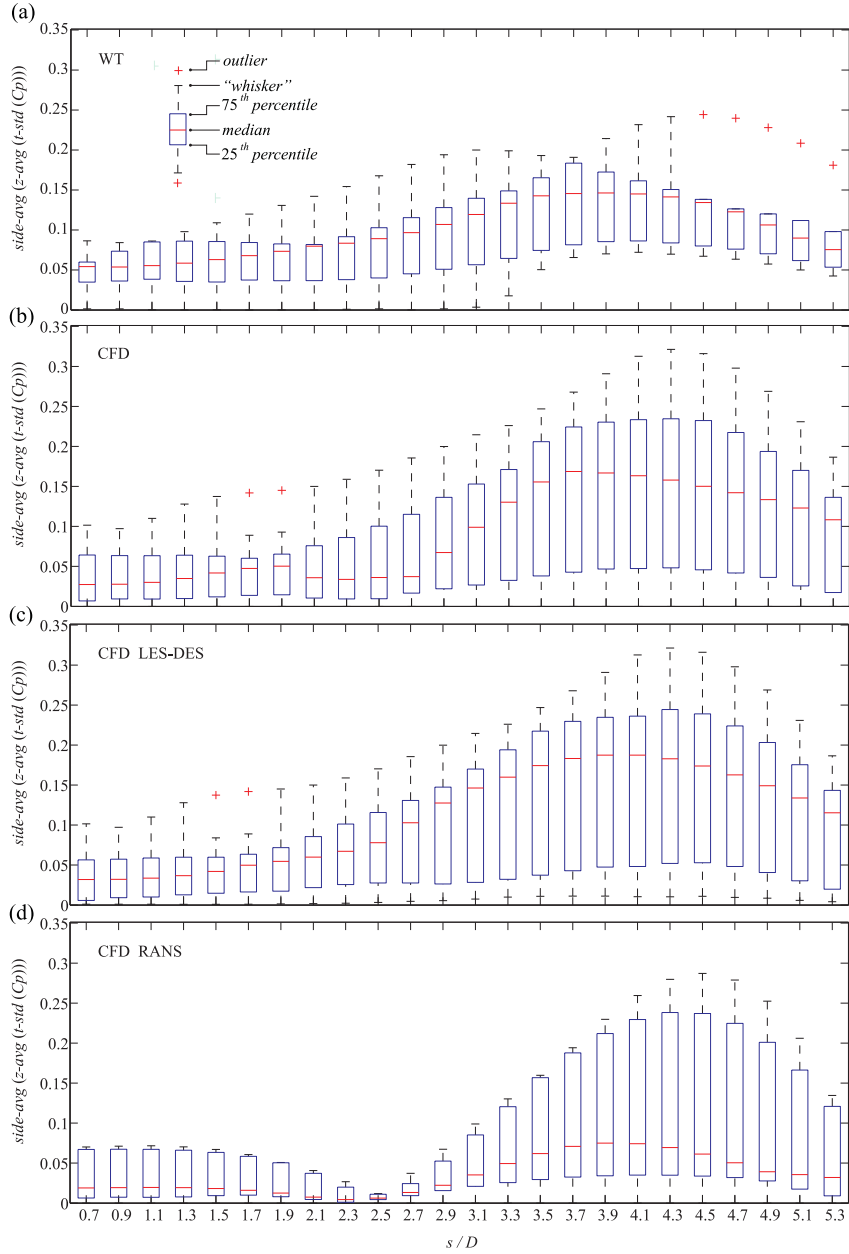 (a)
0.35
0.3
0.25
0.2
0.15
0.1
0.05
0
side-avg (z-avg (t-std (Cp)))
WT
outlier
“whisker”
75th percentile
median
25th percentile
(b)
0.35
0.3
0.25
0.2
0.15
0.1
0.05
0
side-avg (z-avg (t-std (Cp)))
CFD
(c)
0.35
0.3
0.25
0.2
0.15
0.1
0.05
0
side-avg (z-avg (t-std (Cp)))
CFD LES-DES
(d)
0.35
0.3
0.25
0.2
0.15
0.1
0.05
0
side-avg (z-avg (t-std (Cp)))
CFD RANS
0.7 0.9 1.1 1.3 1.5 1.7 1.9 2.1 2.3 2.5 2.7 2.9 3.1 3.3 3.5 3.7 3.9 4.1 4.3 4.5 4.7 4.9 5.1 5.3
s / D